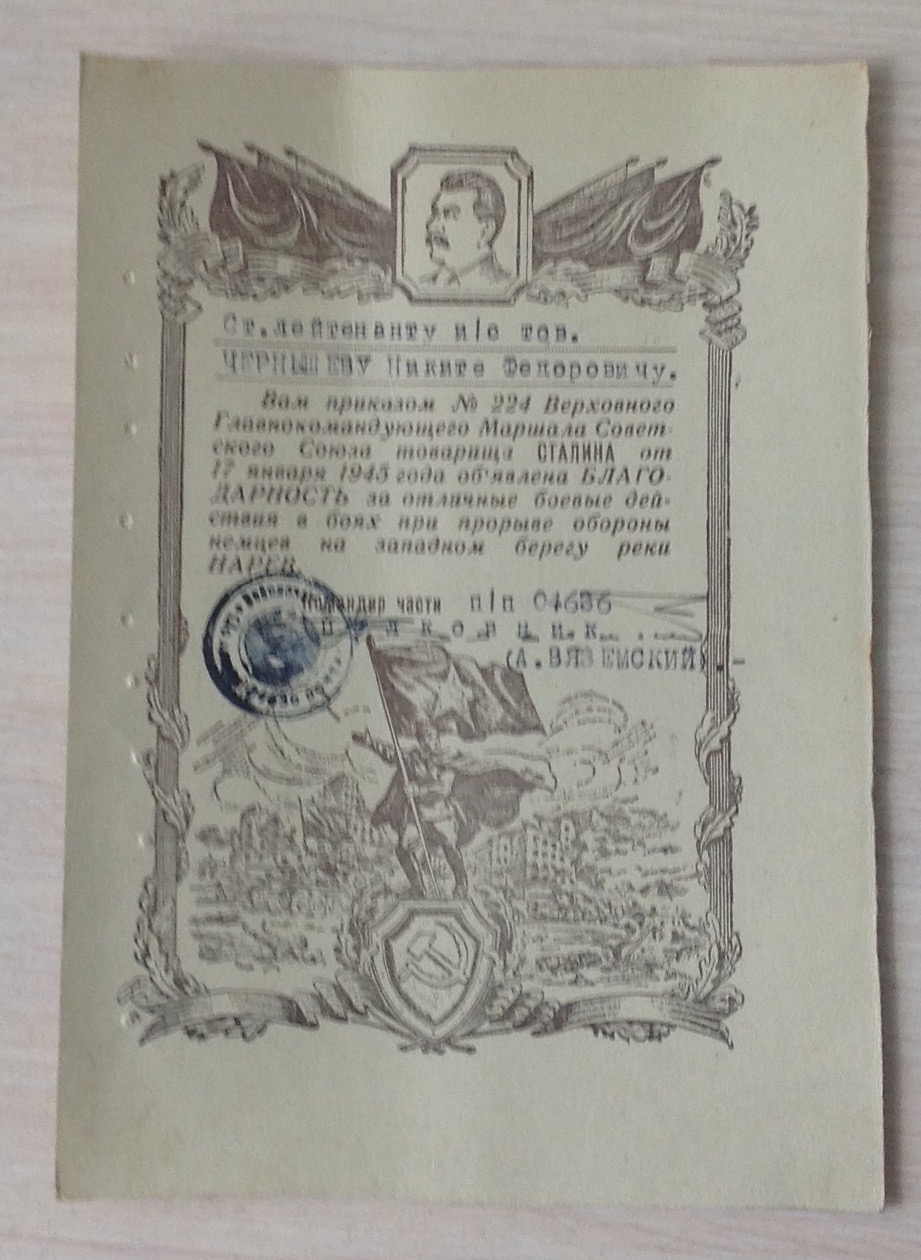 Ст.лейтенанту и/с тов.
ЧЕРНЫШЕВУ Никите Федоровичу.
Вам приказом № 224 Верховного
Главнокомандующего Маршала Совет-
ского Союза товарища СТАЛИНА от
17 января 1945 года об'явлена БЛАГО-
ДАРНОСТЬ за отличные боевые дей-
ствия в боях при прорыве обороны
немцев на западном берегу реки
НАРЕВ.
Командир части п/п 04636
полковник
(А.ВЯЗЕМСКИЙ).-